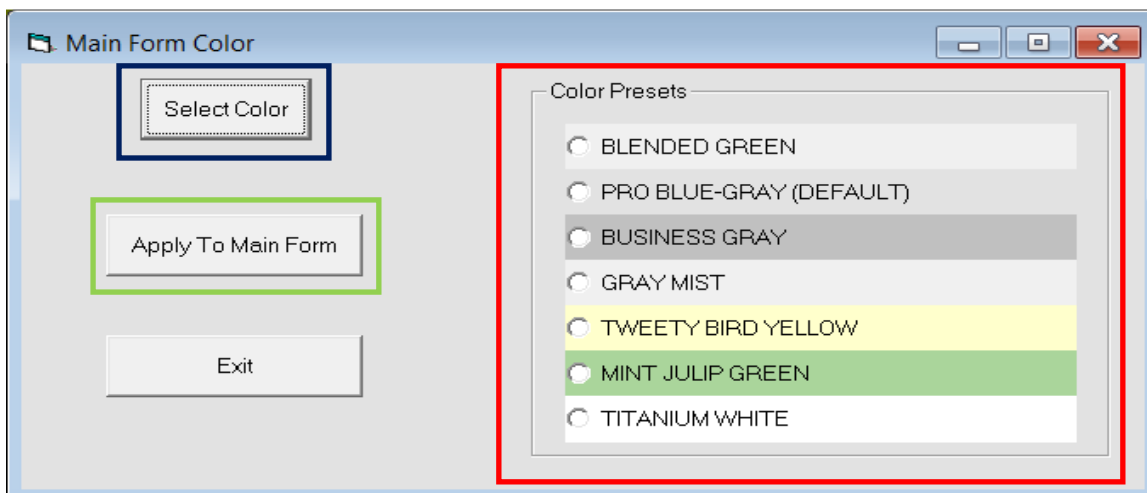 Main Form Color
Select Color
Apply To Main Form
Exit
Color Presets
BLENDED GREEN
PRO BLUE-GRAY (DEFAULT)
BUSINESS GRAY
GRAY MIST
TWEETY BIRD YELLOW
MINT JULIP GREEN
TITANIUM WHITE